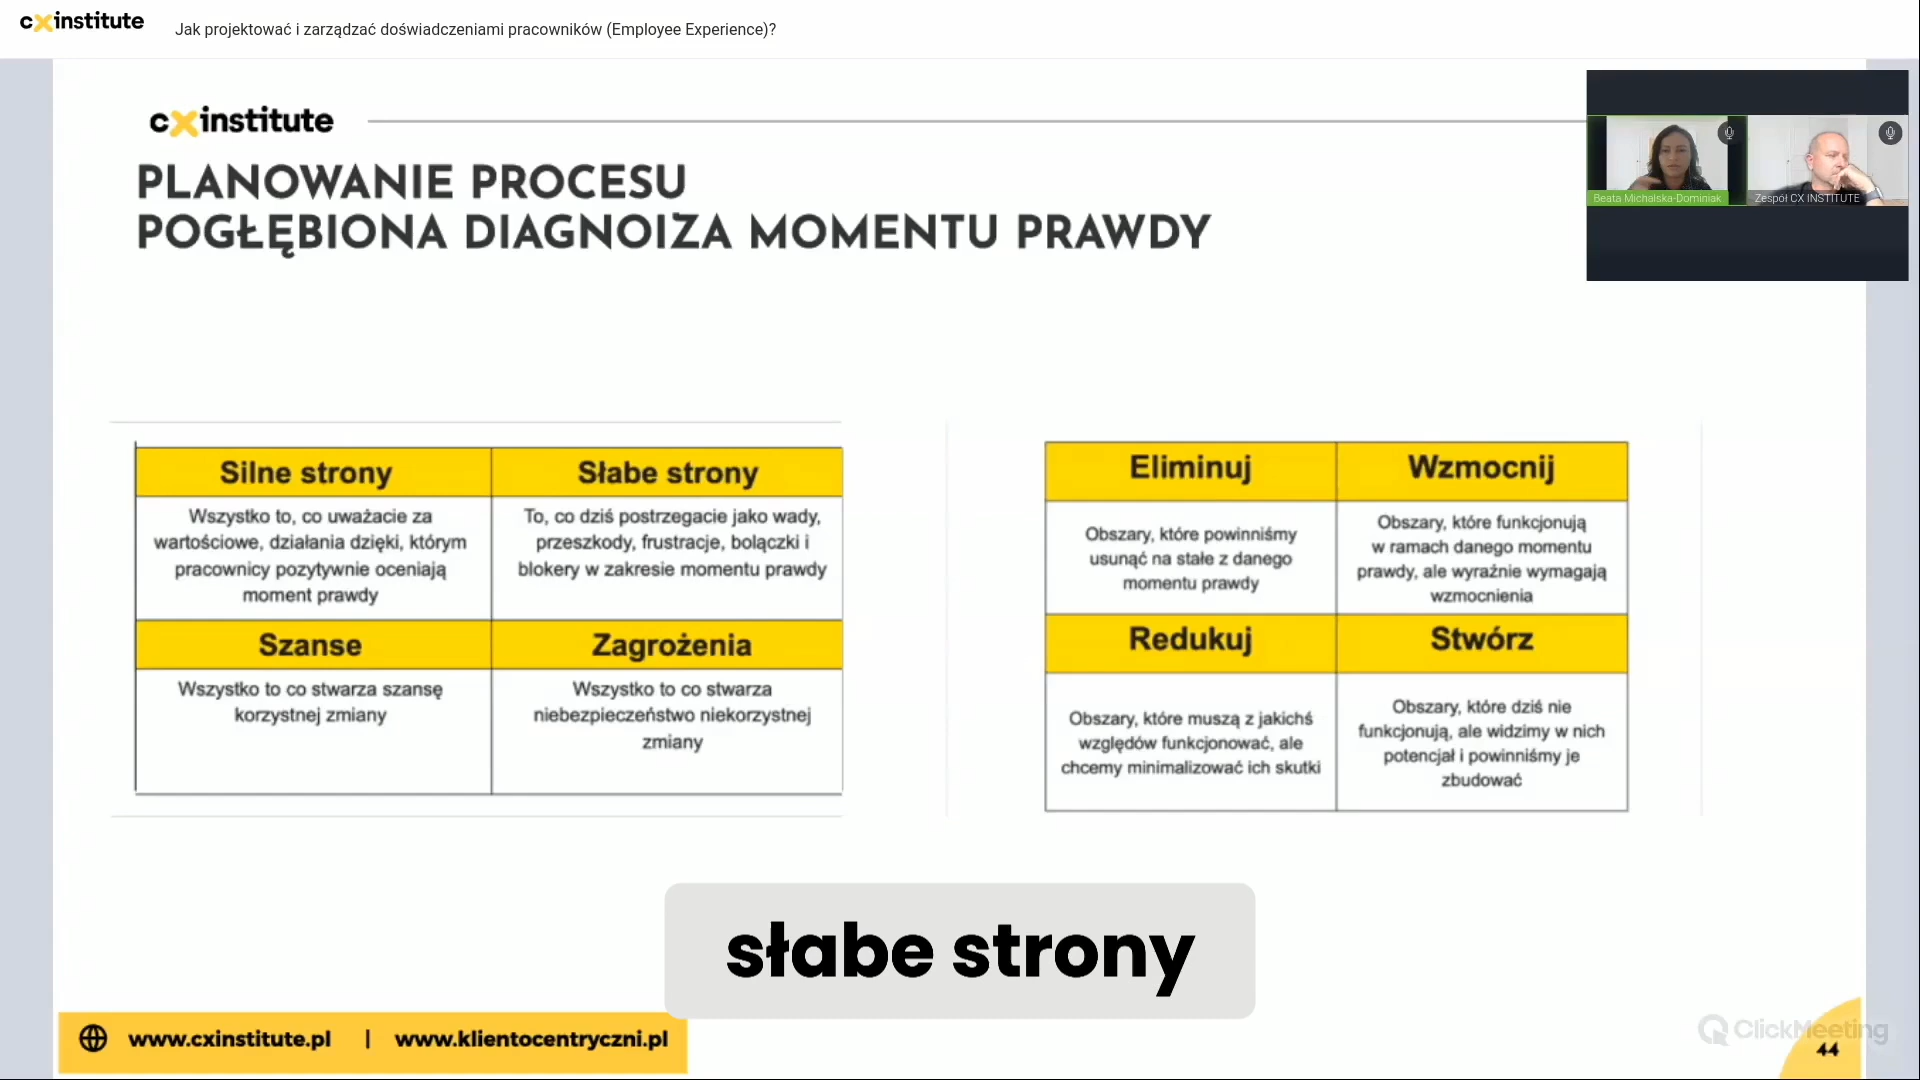 cxinstitute
Jak projektować i zarządzać doświadczeniami pracowników (Employee Experience)?
cxinstitute
PLANOWANIE PROCESU
POGŁĘBIONA DIAGNOIZA MOMENTU PRAWDY
Beata Michalska-Dominiak
Zespół CX INSTITUTE
Silne strony
Słabe strony
Wszystko to, co uważacie za
wartościowe, działania dzięki, którym
pracownicy pozytywnie oceniają
moment prawdy
To, co dziś postrzegacie jako wady,
przeszkody, frustracje, bolączki i
blokery w zakresie momentu prawdy
Szanse
Zagrożenia
Wszystko to co stwarza szansę
korzystnej zmiany
Wszystko to co stwarza
niebezpieczeństwo niekorzystnej
zmiany
Eliminuj
Wzmocnij
Obszary, które powinniśmy
usunąć na stałe z danego
momentu prawdy
Obszary, które funkcjonują
w ramach danego momentu
prawdy, ale wyraźnie wymagają
wzmocnienia
Redukuj
Stwórz
Obszary, które muszą z jakichś
względów funkcjonować, ale
chcemy minimalizować ich skutki
Obszary, które dziś nie
funkcjonują, ale widzimy w nich
potencjał i powinniśmy je
zbudować
słabe strony
www.cxinstitute.pl | www.klientocentryczni.pl
ClickMeeting
44